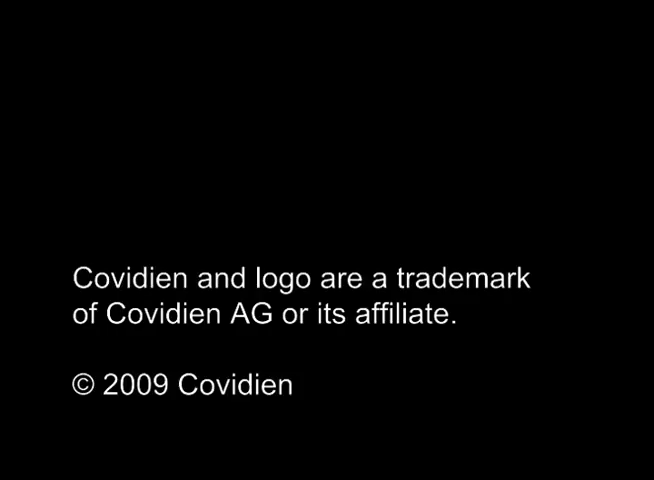 Covidien and logo are a trademark
of Covidien AG or its affiliate.
© 2009 Covidien